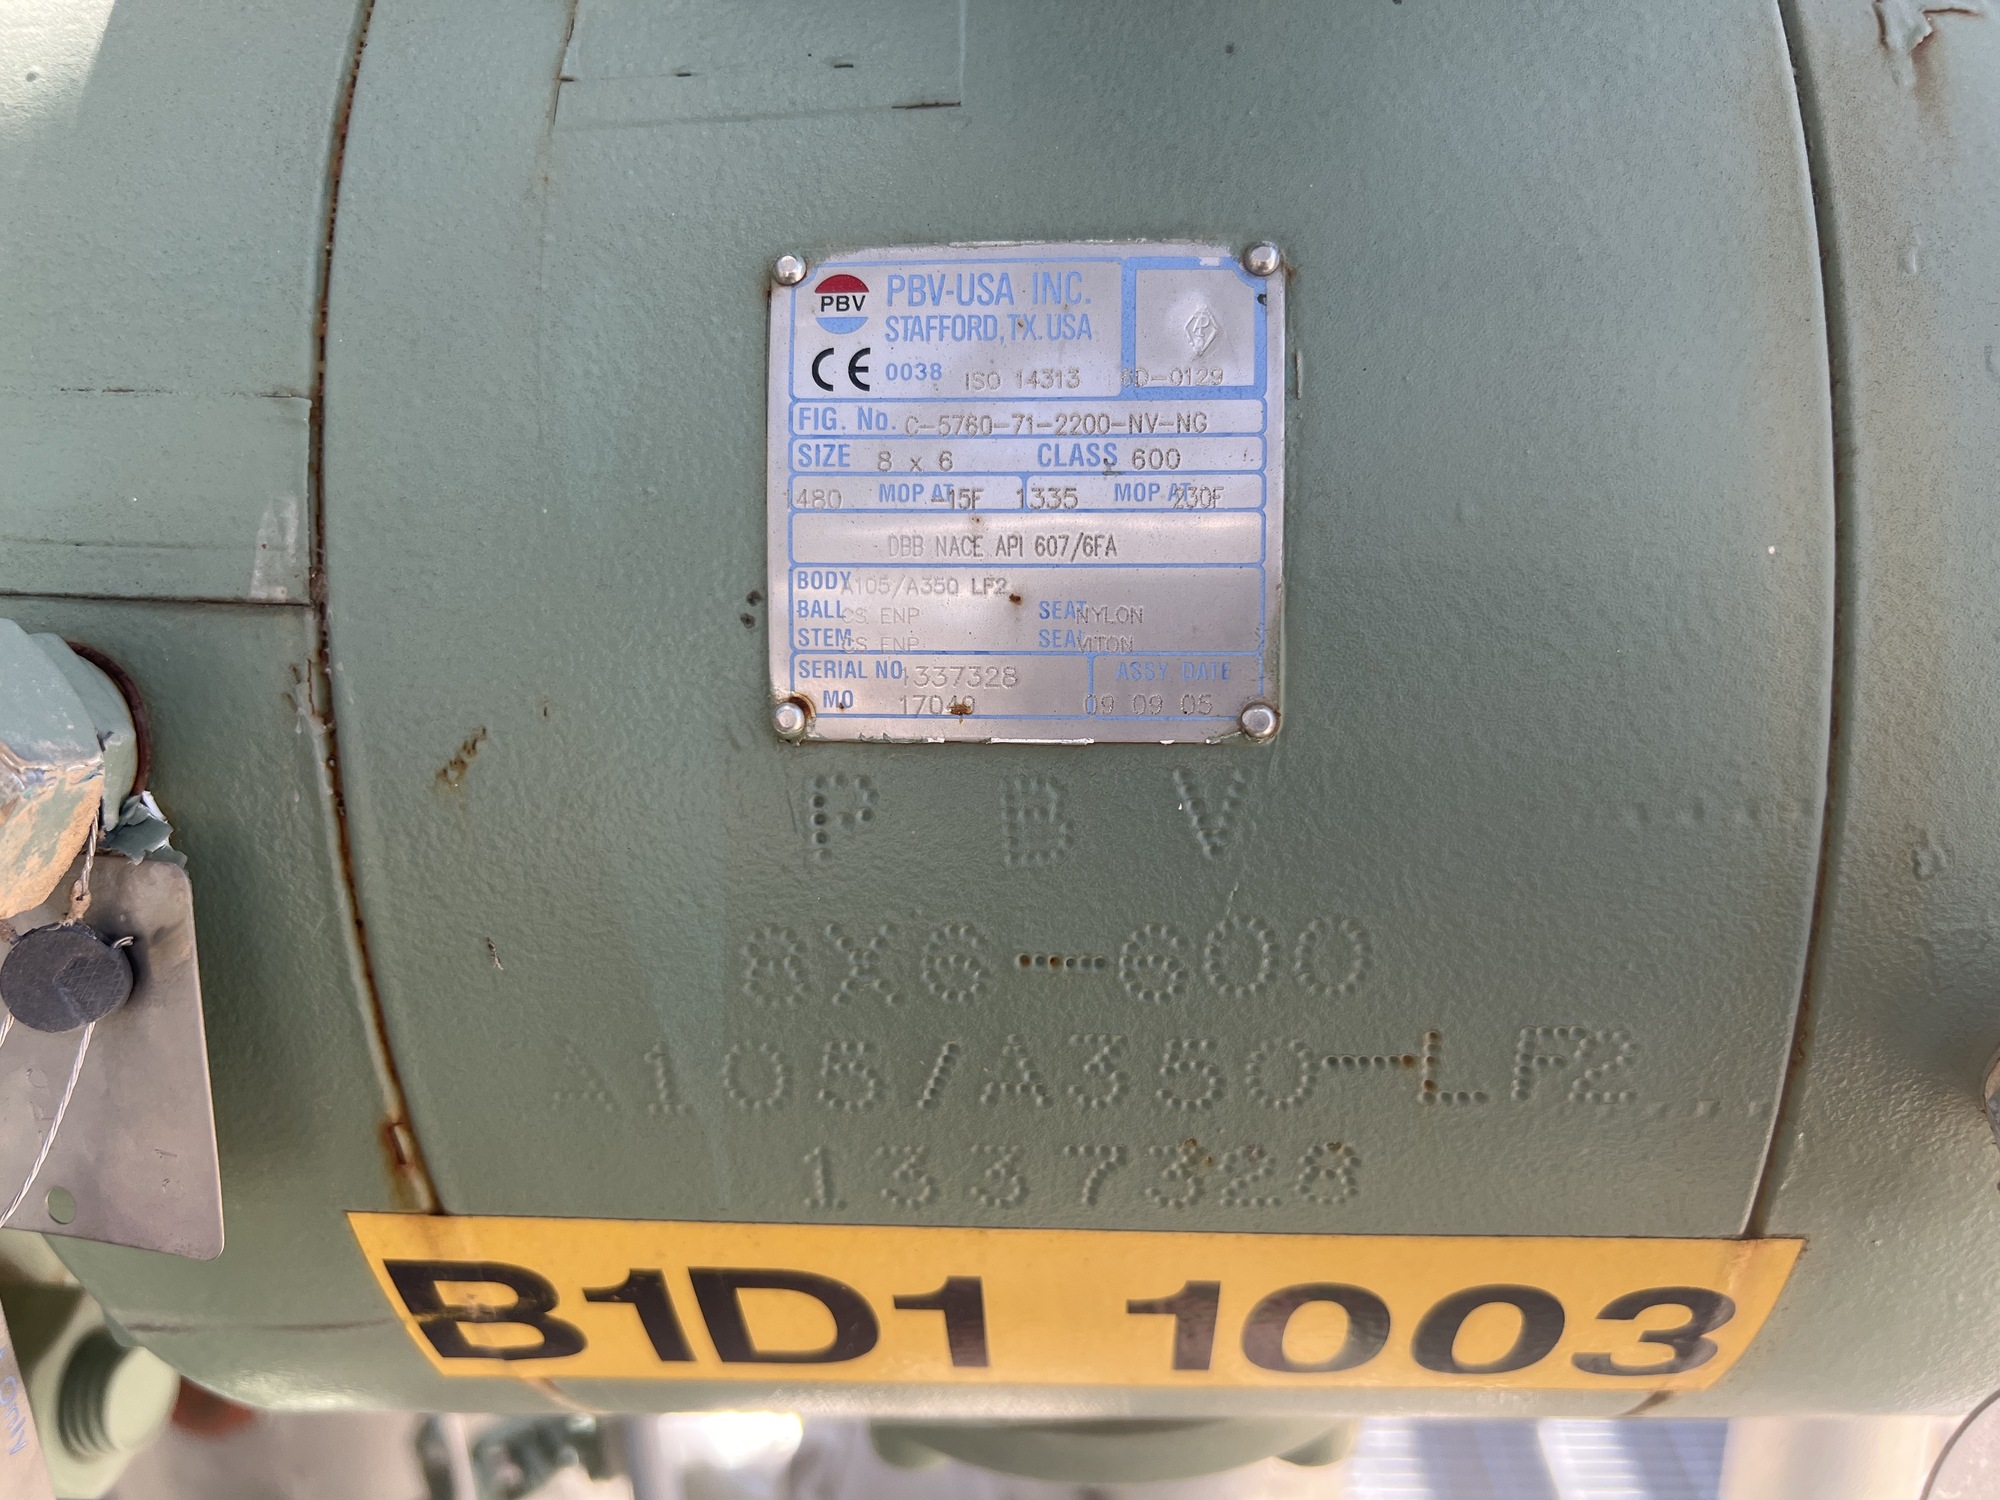 PBV
PBV-USA INC.
STAFFORD, TX. USA
CE 0038 ISO 14313 6D-0129
FIG. No. C-5760-71-2200-NV-NG
SIZE 8 x 6 CLASS 600
1480 MOP AT -15F 1335 MOP AT 230F
DBB NACE API 607/6FA
BODY A105/A350 LF2
BALL CS ENP SEAT NYLON
STEM CS ENP SEAL VITON
SERIAL NO 1337328 ASSY DATE
MO 17049 09 09 05
P B V
8X6-600
A105/A350-LF2
1337328
B1D1 1003